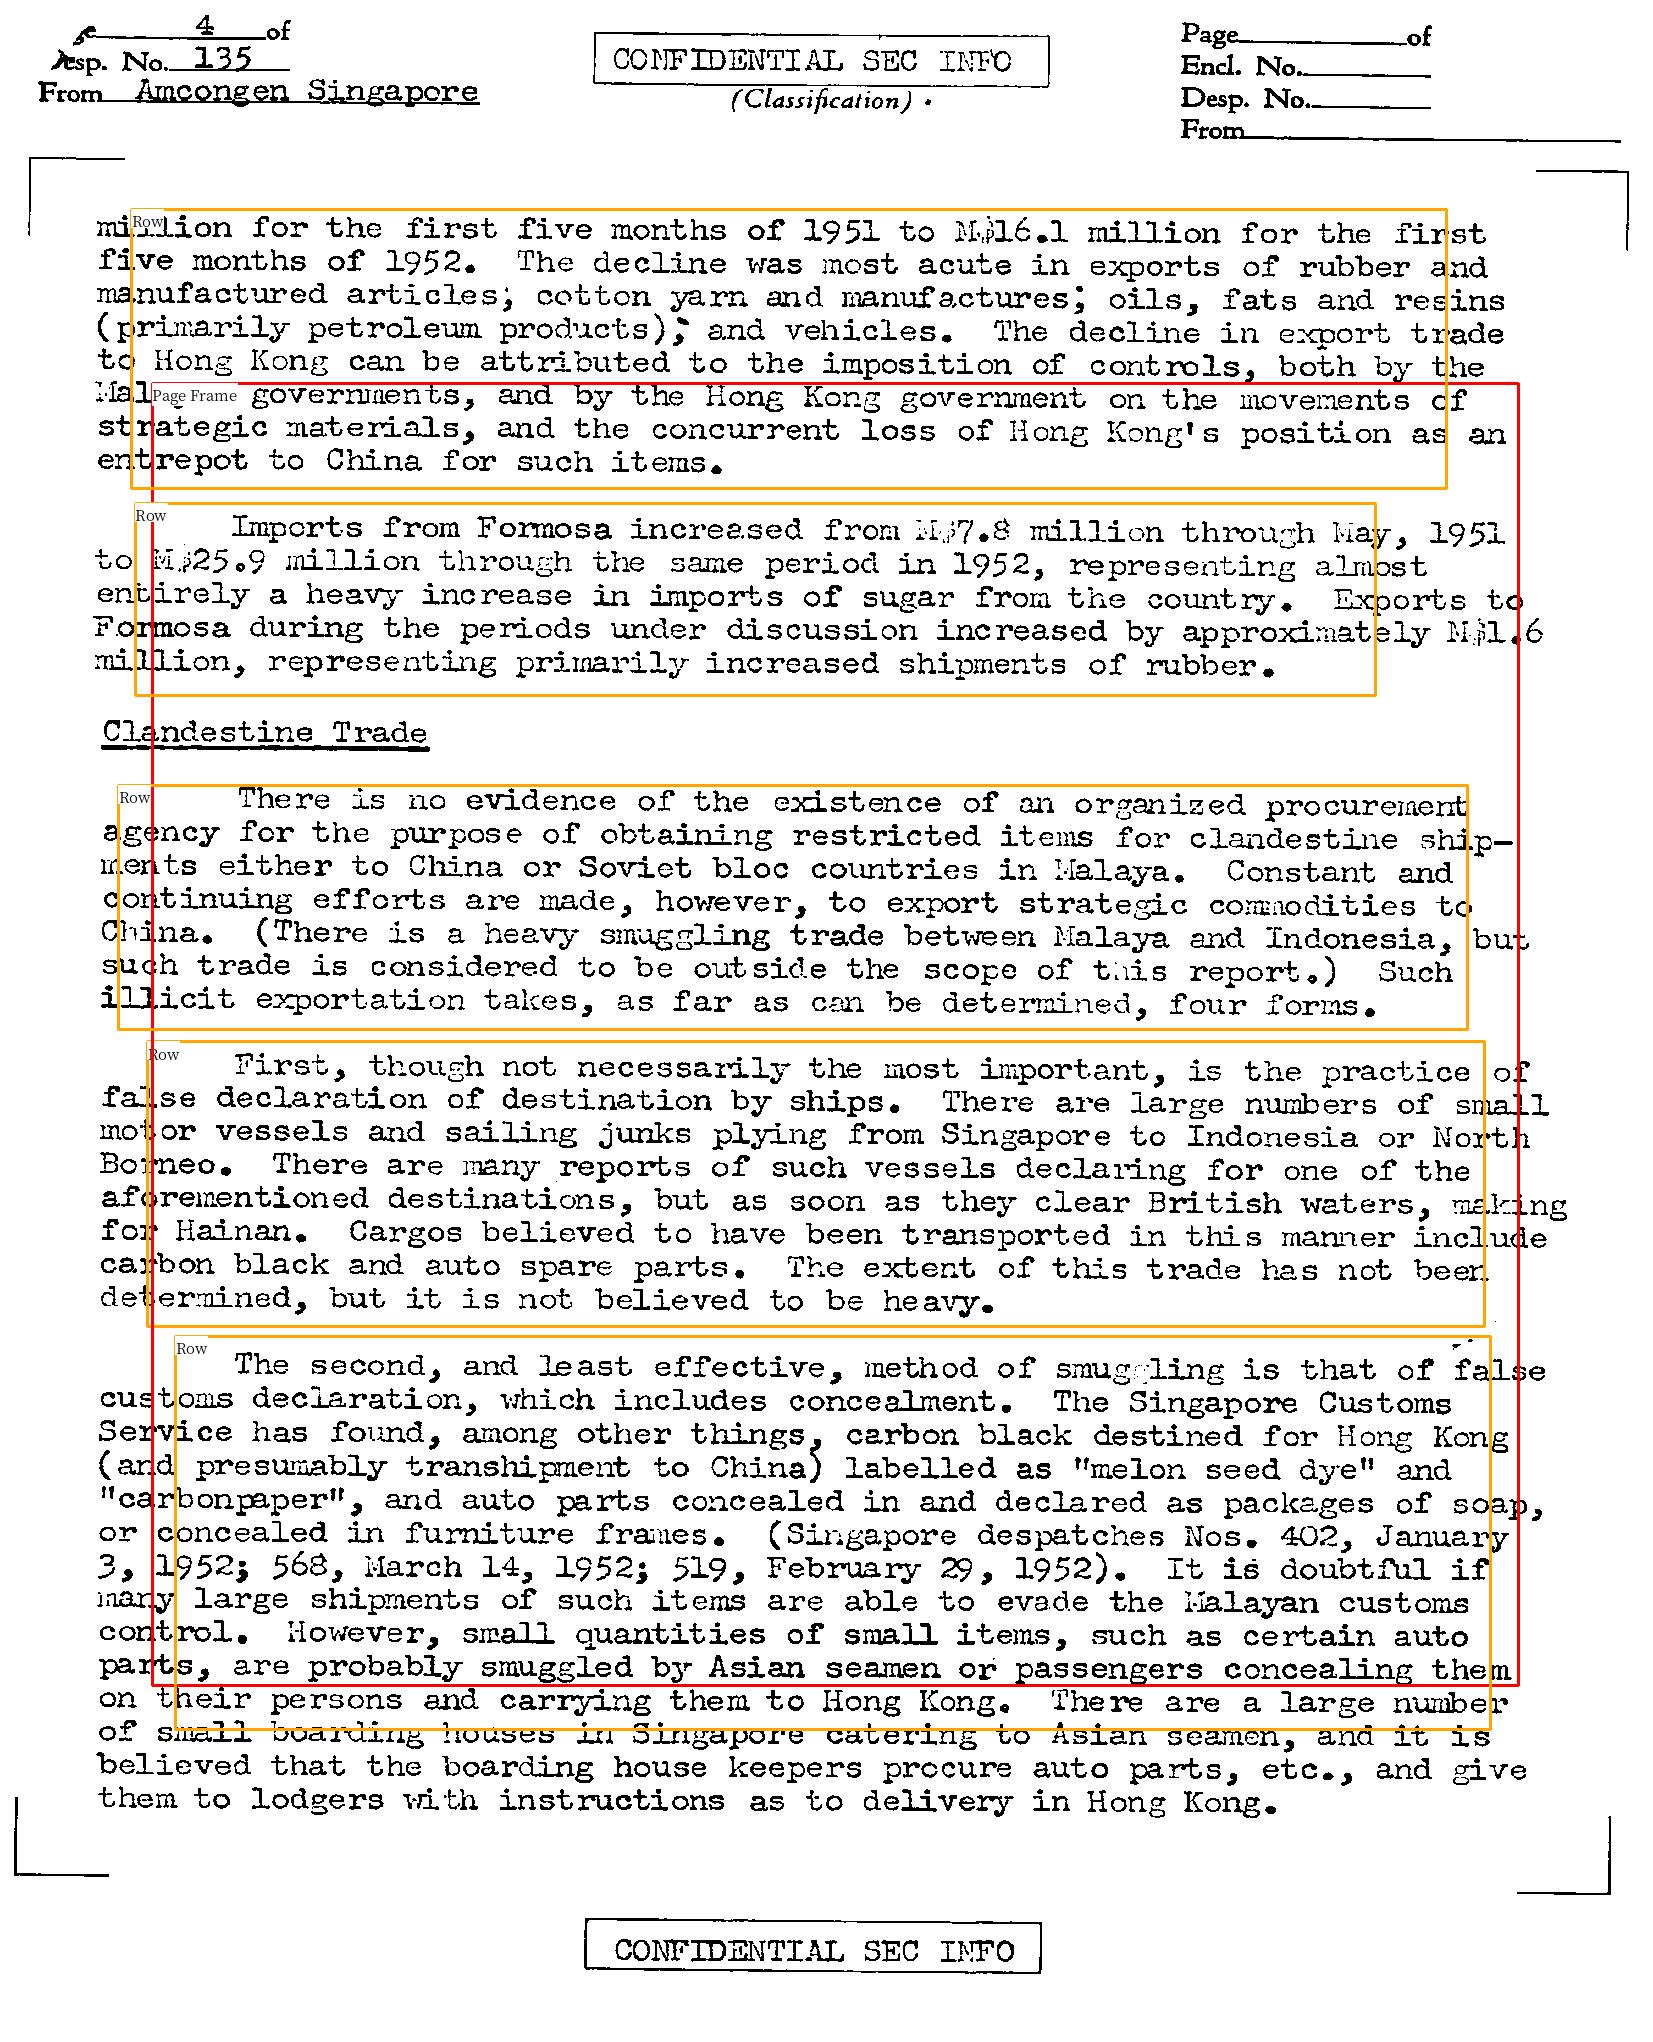 4 of
Desp. No. 135
From Amcongen Singapore
CONFIDENTIAL SEC INFO
(Classification)
Page of
Encl. No.
Desp. No.
From
Row
million for the first five months of 1951 to M$16.1 million for the first
five months of 1952. The decline was most acute in exports of rubber and
manufactured articles; cotton yarn and manufactures; oils, fats and resins
(primarily petroleum products); and vehicles. The decline in export trade
to Hong Kong can be attributed to the imposition of controls, both by the
Page Frame
governments, and by the Hong Kong government on the movements of
strategic materials, and the concurrent loss of Hong Kong's position as an
entrepot to China for such items.
Row
Imports from Formosa increased from M$7.8 million through May, 1951
to M$25.9 million through the same period in 1952, representing almost
entirely a heavy increase in imports of sugar from the country. Exports to
Formosa during the periods under discussion increased by approximately M$1.6
million, representing primarily increased shipments of rubber.
Clandestine Trade
Row
There is no evidence of the existence of an organized procurement
agency for the purpose of obtaining restricted items for clandestine ship-
ments either to China or Soviet bloc countries in Malaya. Constant and
continuing efforts are made, however, to export strategic commodities to
China. (There is a heavy smuggling trade between Malaya and Indonesia, but
such trade is considered to be outside the scope of this report.) Such
illicit exportation takes, as far as can be determined, four forms.
Row
First, though not necessarily the most important, is the practice of
false declaration of destination by ships. There are large numbers of small
motor vessels and sailing junks plying from Singapore to Indonesia or North
Borneo. There are many reports of such vessels declaring for one of the
aforementioned destinations, but as soon as they clear British waters, making
for Hainan. Cargos believed to have been transported in this manner include
carbon black and auto spare parts. The extent of this trade has not been
determined, but it is not believed to be heavy.
Row
The second, and least effective, method of smuggling is that of false
customs declaration, which includes concealment. The Singapore Customs
Service has found, among other things, carbon black destined for Hong Kong
(and presumably transhipment to China) labelled as "melon seed dye" and
"carbonpaper", and auto parts concealed in and declared as packages of soap,
or concealed in furniture frames. (Singapore despatches Nos. 402, January
3, 1952; 568, March 14, 1952; 519, February 29, 1952). It is doubtful if
many large shipments of such items are able to evade the Malayan customs
control. However, small quantities of small items, such as certain auto
parts, are probably smuggled by Asian seamen or passengers concealing them
on their persons and carrying them to Hong Kong. There are a large number
of small boarding houses in Singapore catering to Asian seamen, and it is
believed that the boarding house keepers procure auto parts, etc., and give
them to lodgers with instructions as to delivery in Hong Kong.
CONFIDENTIAL SEC INFO